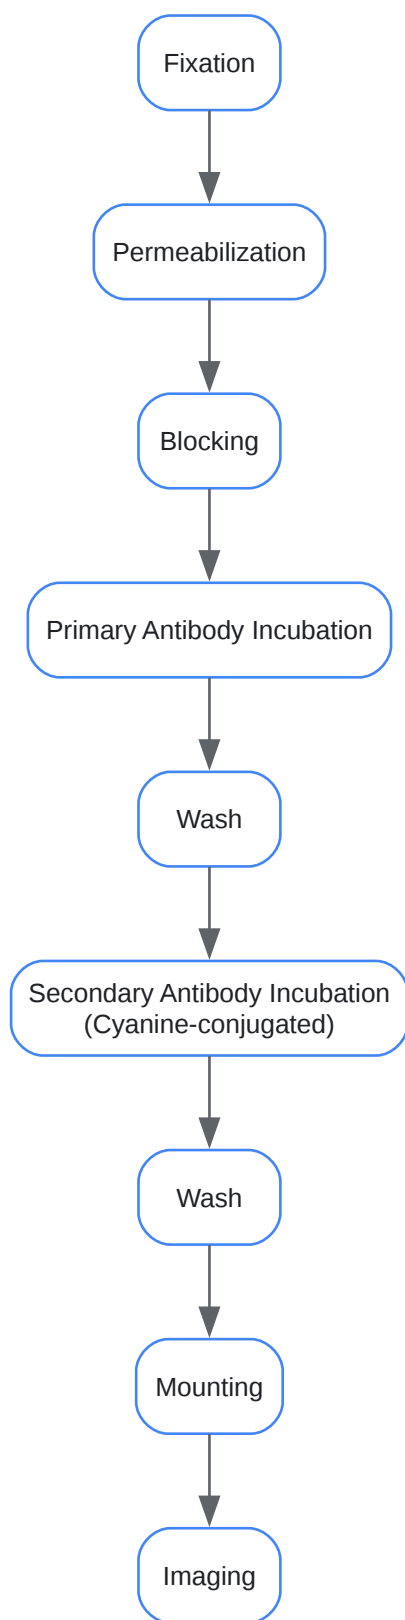 Fixation
Permeabilization
Blocking
Primary Antibody Incubation
Wash
Secondary Antibody Incubation
(Cyanine-conjugated)
Wash
Mounting
Imaging